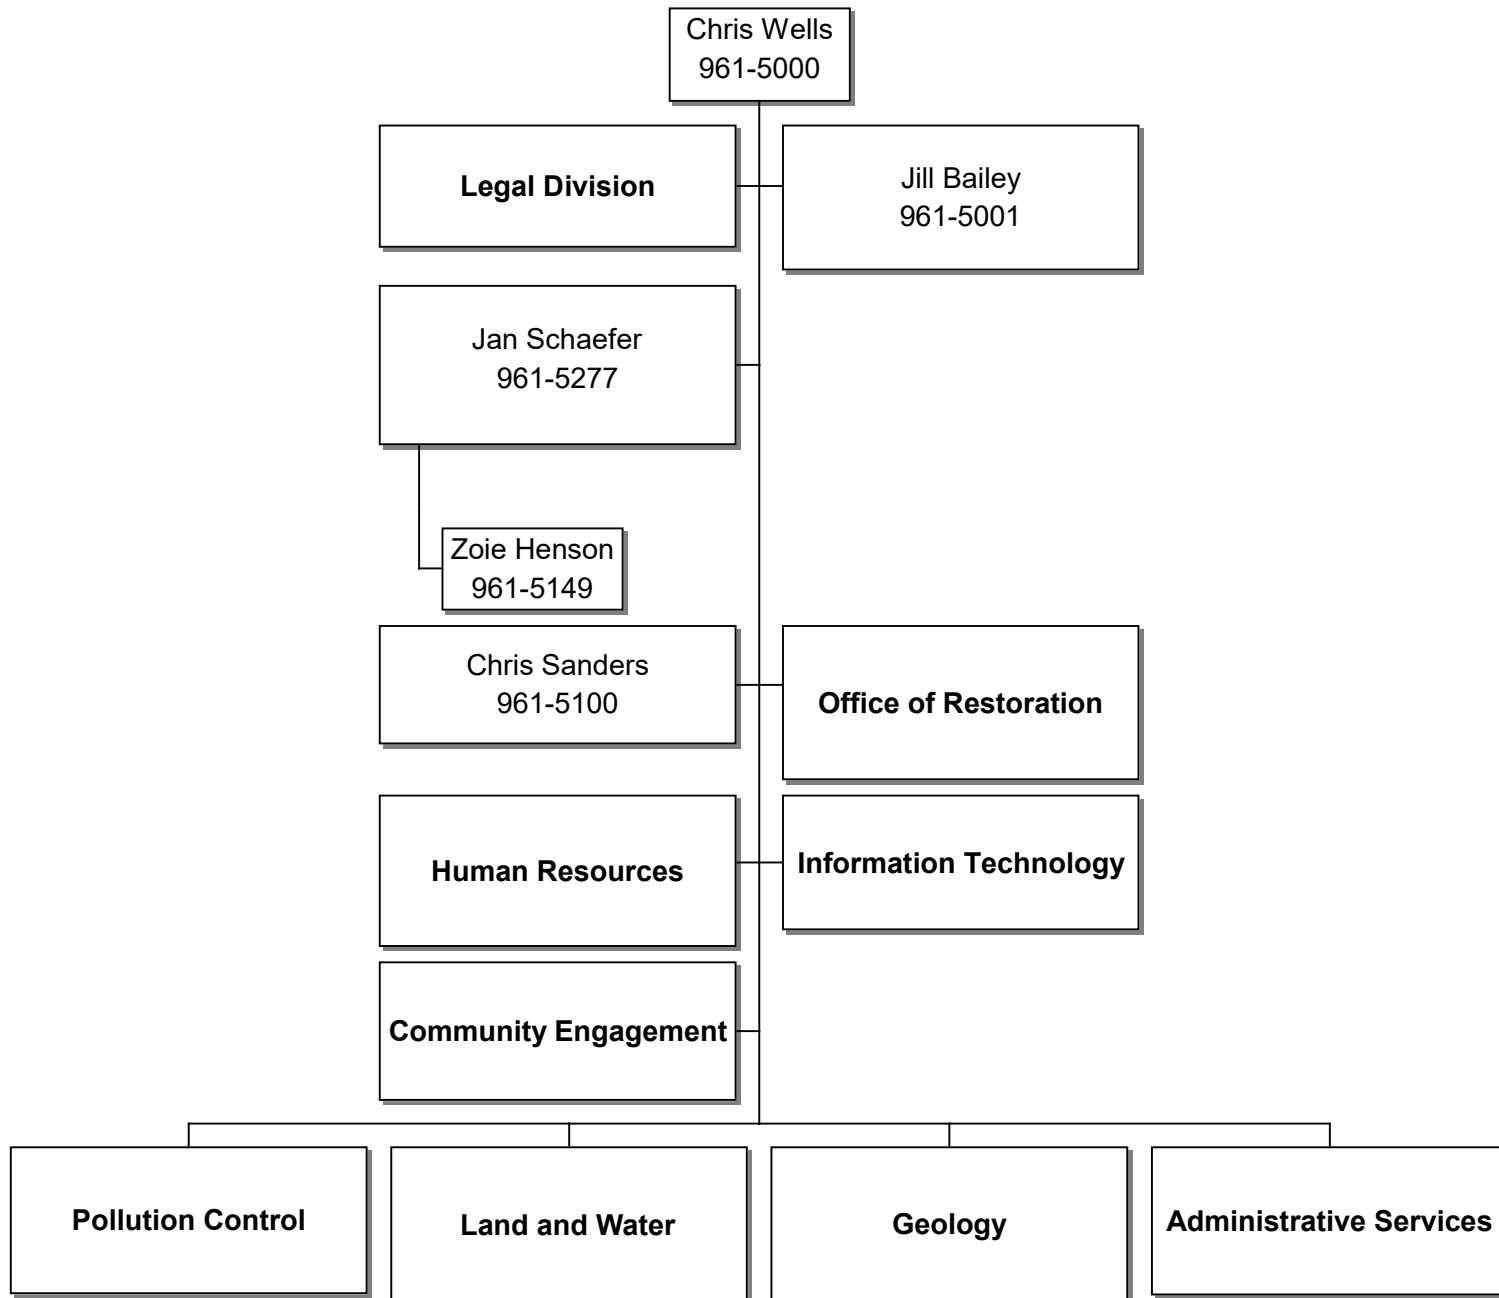 Chris Wells
961-5000
Legal Division
Jill Bailey
961-5001
Jan Schaefer
961-5277
Zoie Henson
961-5149
Chris Sanders
961-5100
Office of Restoration
Human Resources
Information Technology
Community Engagement
Pollution Control
Land and Water
Geology
Administrative Services